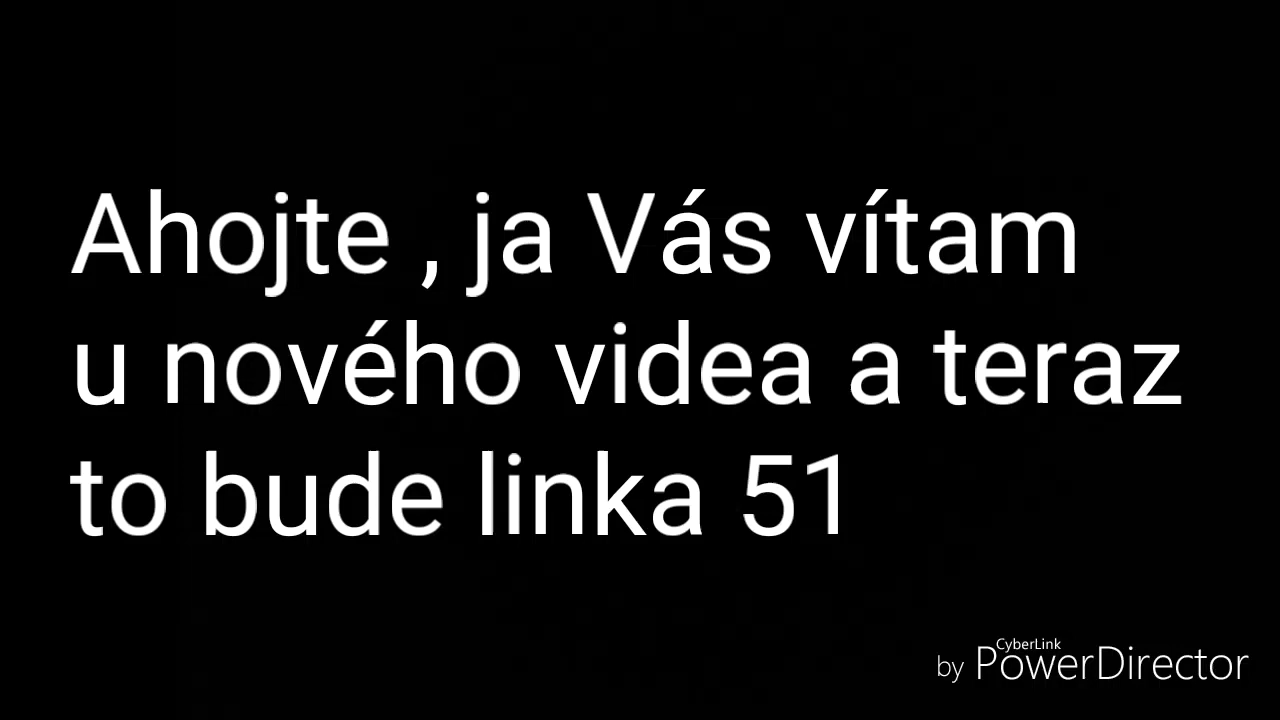 Ahojte , ja Vás vítam
u nového videa a teraz
to bude linka 51
CyberLink
by PowerDirector